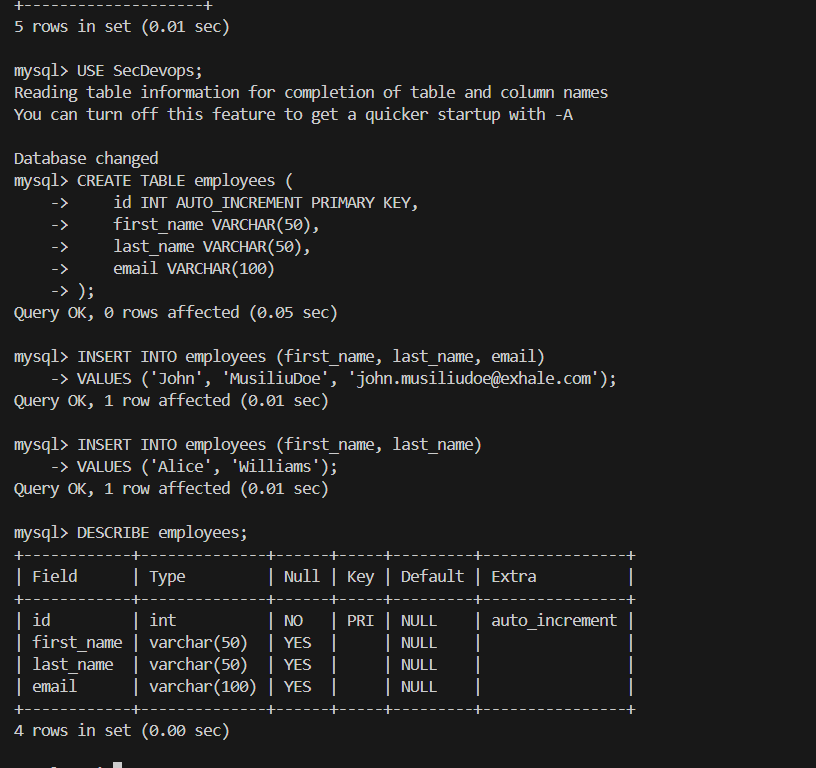 +--------------------+
5 rows in set (0.01 sec)
mysql> USE SecDevops;
Reading table information for completion of table and column names
You can turn off this feature to get a quicker startup with -A
Database changed
mysql> CREATE TABLE employees (
    ->     id INT AUTO_INCREMENT PRIMARY KEY,
    ->     first_name VARCHAR(50),
    ->     last_name VARCHAR(50),
    ->     email VARCHAR(100)
    -> );
Query OK, 0 rows affected (0.05 sec)
mysql> INSERT INTO employees (first_name, last_name, email)
    -> VALUES ('John', 'MusiliuDoe', 'john.musiliudoe@exhale.com');
Query OK, 1 row affected (0.01 sec)
mysql> INSERT INTO employees (first_name, last_name)
    -> VALUES ('Alice', 'Williams');
Query OK, 1 row affected (0.01 sec)
mysql> DESCRIBE employees;
+------------+--------------+------+-----+---------+----------------+
| Field      | Type         | Null | Key | Default | Extra          |
+------------+--------------+------+-----+---------+----------------+
| id         | int          | NO   | PRI | NULL    | auto_increment |
| first_name | varchar(50)  | YES  |     | NULL    |                |
| last_name  | varchar(50)  | YES  |     | NULL    |                |
| email      | varchar(100) | YES  |     | NULL    |                |
+------------+--------------+------+-----+---------+----------------+
4 rows in set (0.00 sec)